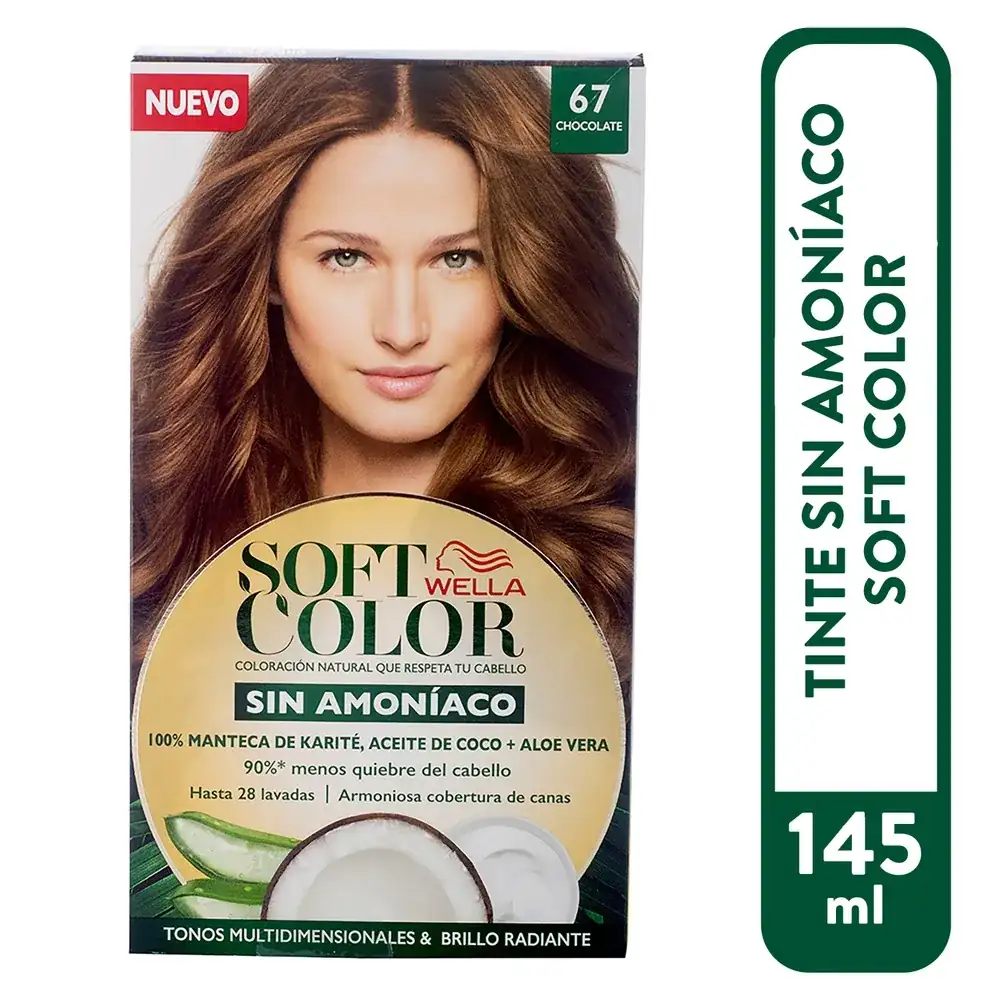 NUEVO
67
CHOCOLATE
SOFT
WELLA
COLOR
COLORACIÓN NATURAL QUE RESPETA TU CABELLO
SIN AMONÍACO
100% MANTECA DE KARITÉ, ACEITE DE COCO + ALOE VERA
90%* menos quiebre del cabello
Hasta 28 lavadas | Armoniosa cobertura de canas
TONOS MULTIDIMENSIONALES & BRILLO RADIANTE
TINTE SIN AMONÍACO
SOFT COLOR
145
ml